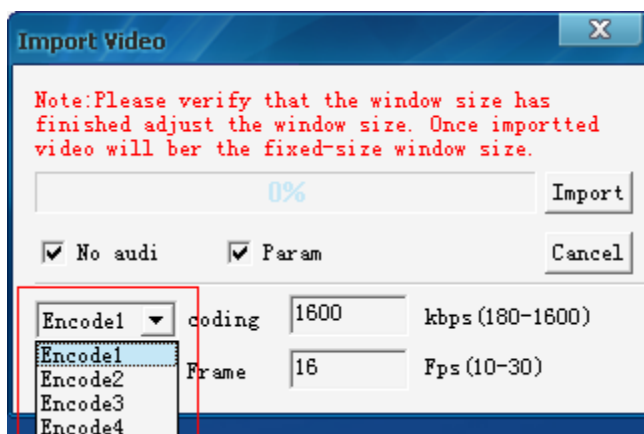 Import Video
Note:Please verify that the window size has
finished adjust the window size. Once importted
video will ber the fixed-size window size.
0%
Import
No audi
Param
Cancel
Encode1
coding
1600
kbps(180-1600)
Encode1
Encode2
Encode3
Encode4
Frame
16
Fps(10-30)